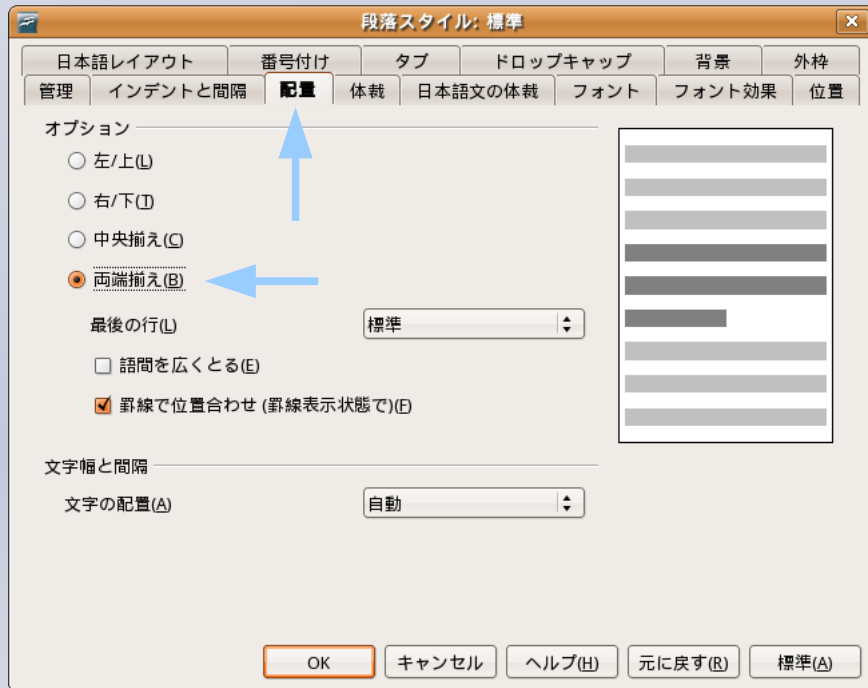 段落スタイル: 標準
日本語レイアウト 番号付け タブ ドロップキャップ 背景 外枠
管理 インデントと間隔 配置 体裁 日本語文の体裁 フォント フォント効果 位置
オプション
左/上(L)
右/下(T)
中央揃え(C)
両端揃え(B)
最後の行(L) 標準
語間を広くとる(E)
罫線で位置合わせ (罫線表示状態で)(F)
文字幅と間隔
文字の配置(A) 自動
OK キャンセル ヘルプ(H) 元に戻す(R) 標準(A)